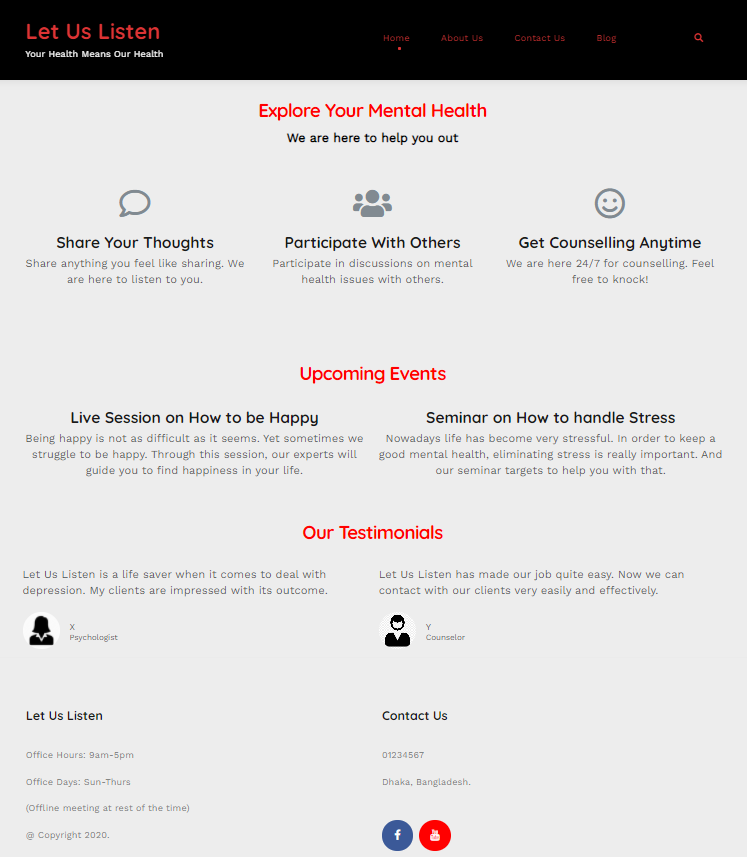 Let Us Listen
Your Health Means Our Health
Home About Us Contact Us Blog
Explore Your Mental Health
We are here to help you out
Share Your Thoughts
Share anything you feel like sharing. We
are here to listen to you.
Participate With Others
Participate in discussions on mental
health issues with others.
Get Counselling Anytime
We are here 24/7 for counselling. Feel
free to knock!
Upcoming Events
Live Session on How to be Happy
Being happy is not as difficult as it seems. Yet sometimes we
struggle to be happy. Through this session, our experts will
guide you to find happiness in your life.
Seminar on How to handle Stress
Nowadays life has become very stressful. In order to keep a
good mental health, eliminating stress is really important. And
our seminar targets to help you with that.
Our Testimonials
Let Us Listen is a life saver when it comes to deal with
depression. My clients are impressed with its outcome.
X
Psychologist
Let Us Listen has made our job quite easy. Now we can
contact with our clients very easily and effectively.
Y
Counselor
Let Us Listen
Office Hours: 9am-5pm
Office Days: Sun-Thurs
(Offline meeting at rest of the time)
@ Copyright 2020.
Contact Us
01234567
Dhaka, Bangladesh.